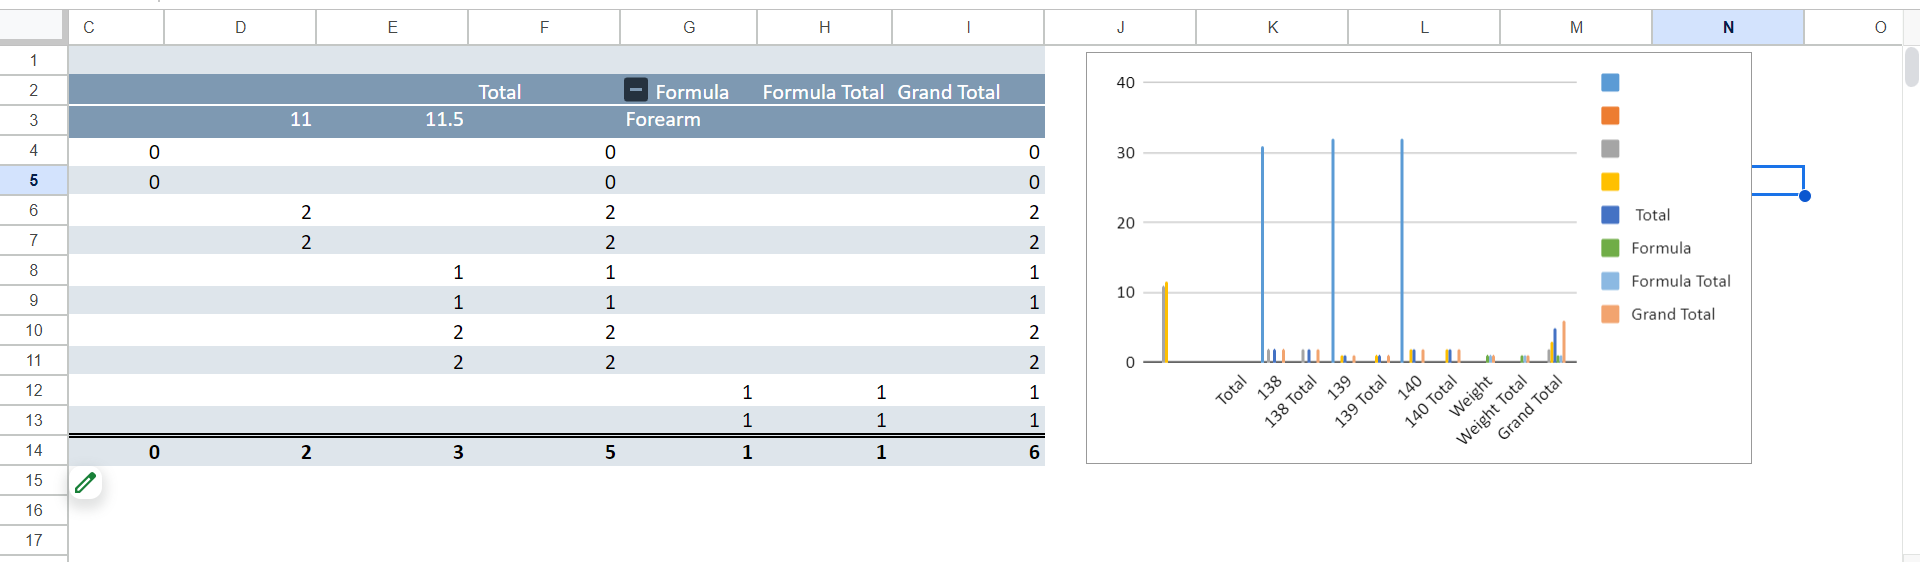 C D E F G H I J K L M N O
1
2 Total Formula Formula Total Grand Total
3 11 11.5 Forearm
4 0 0 0
5 0 0 0
6 2 2 2
7 2 2 2
8 1 1 1
9 1 1 1
10 2 2 2
11 2 2 2
12 1 1 1
13 1 1 1
14 0 2 3 5 1 1 6
15
16
17
40
30
20
10
0
Total
138
138 Total
139
139 Total
140
140 Total
Weight
Weight Total
Grand Total
Total
Formula
Formula Total
Grand Total